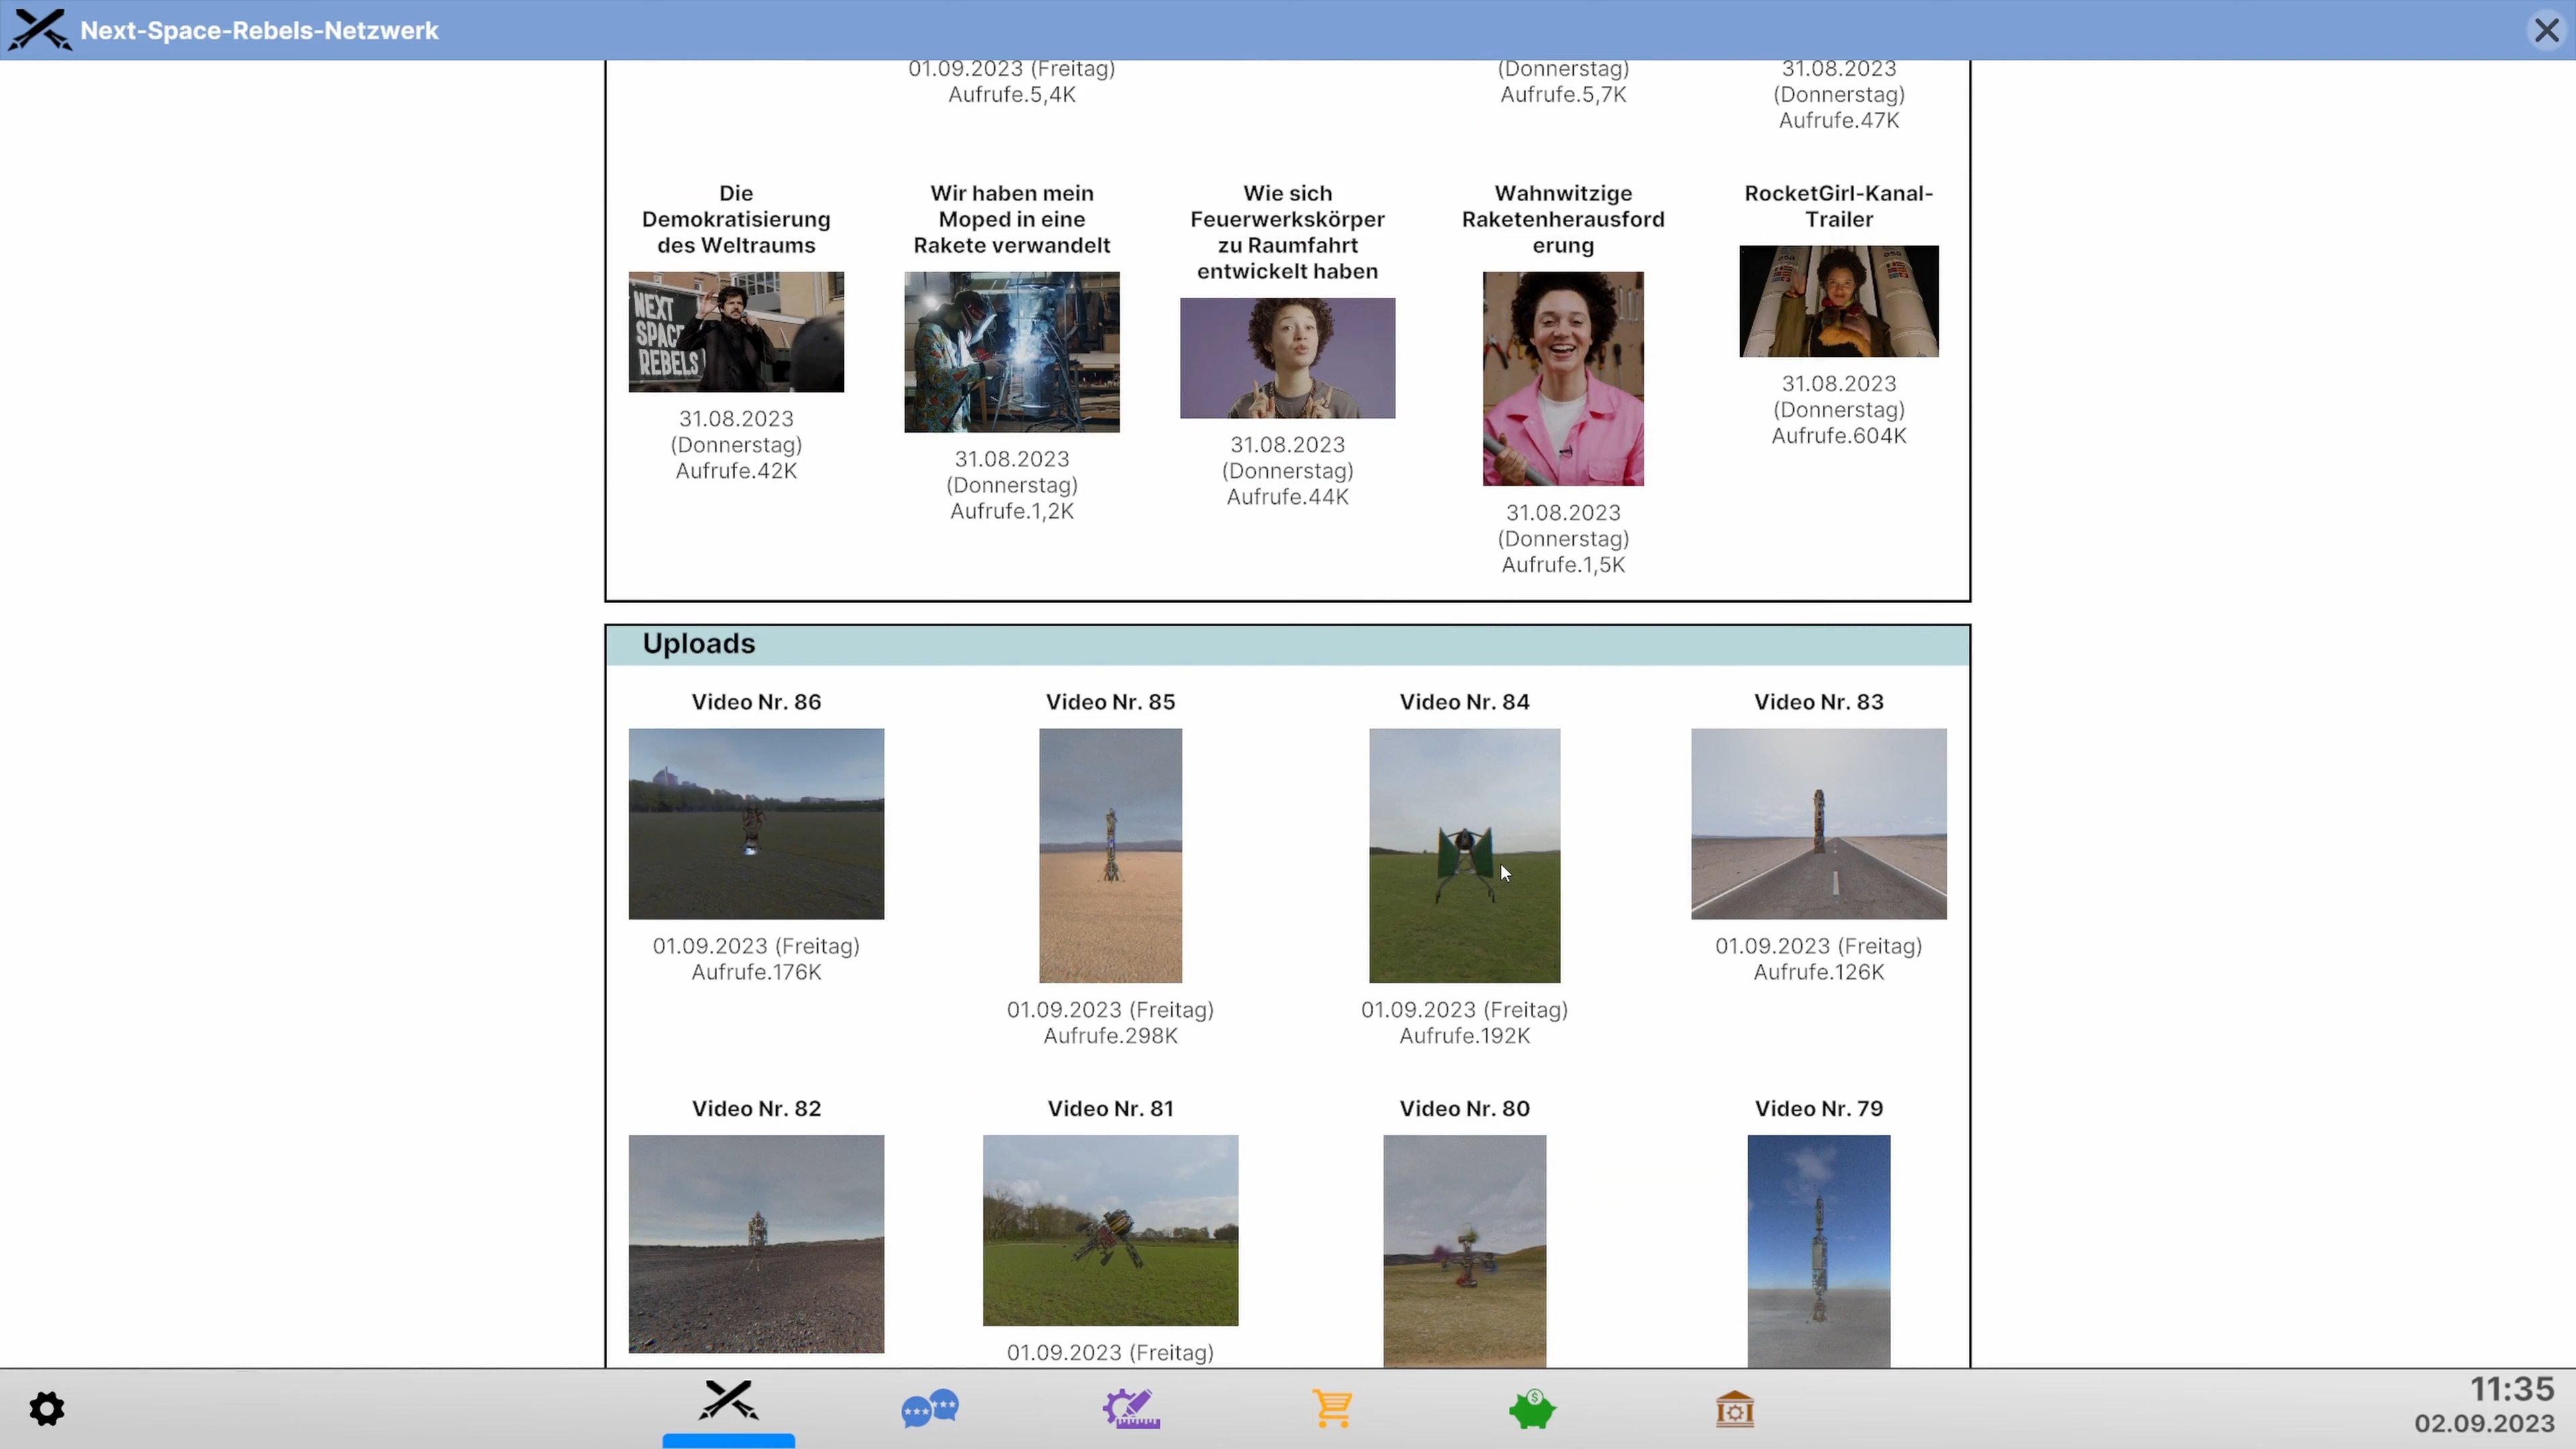 Next-Space-Rebels-Netzwerk
01.09.2023 (Freitag)
Aufrufe.5,4K
(Donnerstag)
Aufrufe.5,7K
31.08.2023
(Donnerstag)
Aufrufe.47K
Die
Demokratisierung
des Weltraums
NEXT
SPACE
REBELS
31.08.2023
(Donnerstag)
Aufrufe.42K
Wir haben mein
Moped in eine
Rakete verwandelt
31.08.2023
(Donnerstag)
Aufrufe.1,2K
Wie sich
Feuerwerkskörper
zu Raumfahrt
entwickelt haben
31.08.2023
(Donnerstag)
Aufrufe.44K
Wahnwitzige
Raketenherausford
erung
31.08.2023
(Donnerstag)
Aufrufe.1,5K
RocketGirl-Kanal-
Trailer
31.08.2023
(Donnerstag)
Aufrufe.604K
Uploads
Video Nr. 86
01.09.2023 (Freitag)
Aufrufe.176K
Video Nr. 85
01.09.2023 (Freitag)
Aufrufe.298K
Video Nr. 84
01.09.2023 (Freitag)
Aufrufe.192K
Video Nr. 83
01.09.2023 (Freitag)
Aufrufe.126K
Video Nr. 82
Video Nr. 81
01.09.2023 (Freitag)
Video Nr. 80
Video Nr. 79
11:35
02.09.2023